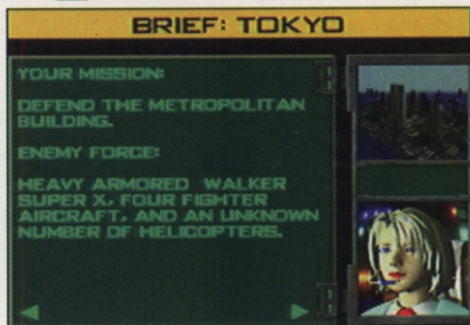 BRIEF: TOKYO
YOUR MISSION:
DEFEND THE METROPOLITAN
BUILDING.
ENEMY FORCE:
HEAVY ARMORED WALKER
SUPER X, FOUR FIGHTER
AIRCRAFT, AND AN UNKNOWN
NUMBER OF HELICOPTERS.